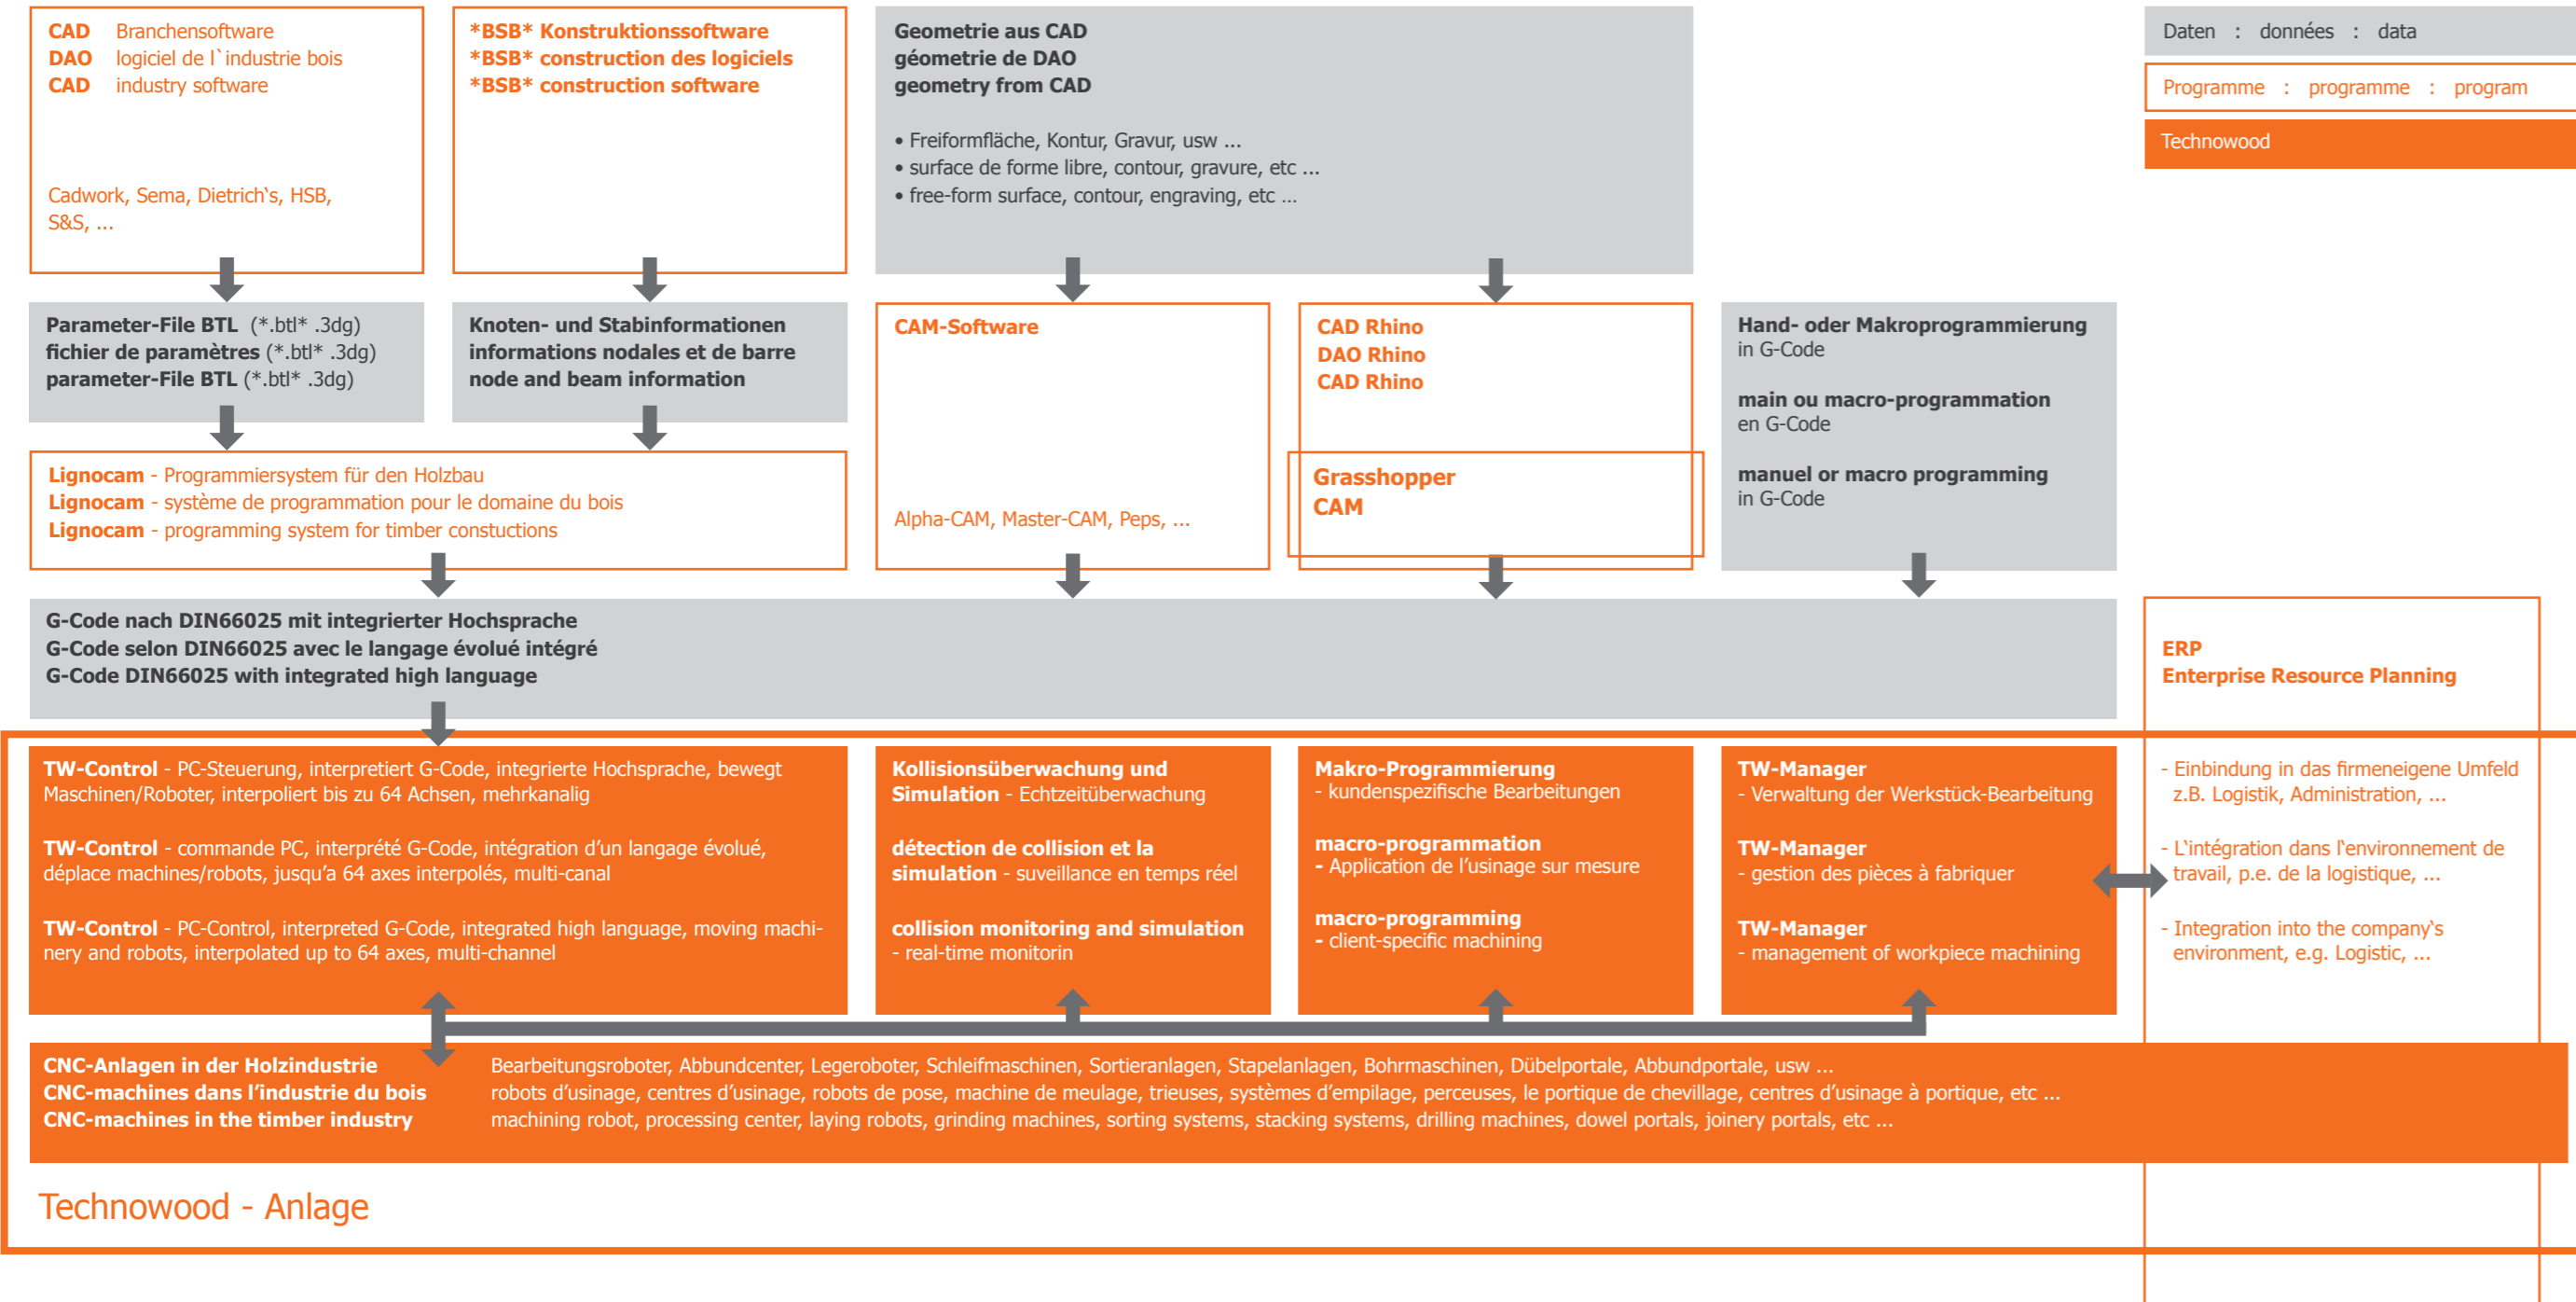 CAD Branchensoftware
DAO logiciel de l`industrie bois
CAD industry software
Cadwork, Sema, Dietrich‘s, HSB,
S&S, ...
*BSB* Konstruktionssoftware
*BSB* construction des logiciels
*BSB* construction software
Geometrie aus CAD
géometrie de DAO
geometry from CAD
• Freiformfläche, Kontur, Gravur, usw ...
• surface de forme libre, contour, gravure, etc ...
• free-form surface, contour, engraving, etc ...
Daten : données : data
Programme : programme : program
Technowood
Parameter-File BTL (*.btl* .3dg)
fichier de paramètres (*.btl* .3dg)
parameter-File BTL (*.btl* .3dg)
Knoten- und Stabinformationen
informations nodales et de barre
node and beam information
CAM-Software
Alpha-CAM, Master-CAM, Peps, ...
CAD Rhino
DAO Rhino
CAD Rhino
Grasshopper
CAM
Hand- oder Makroprogrammierung
in G-Code
main ou macro-programmation
en G-Code
manuel or macro programming
in G-Code
Lignocam - Programmiersystem für den Holzbau
Lignocam - système de programmation pour le domaine du bois
Lignocam - programming system for timber constuctions
G-Code nach DIN66025 mit integrierter Hochsprache
G-Code selon DIN66025 avec le langage évolué intégré
G-Code DIN66025 with integrated high language
ERP
Enterprise Resource Planning
TW-Control - PC-Steuerung, interpretiert G-Code, integrierte Hochsprache, bewegt
Maschinen/Roboter, interpoliert bis zu 64 Achsen, mehrkanalig
TW-Control - commande PC, interprété G-Code, intégration d’un langage évolué,
déplace machines/robots, jusqu’a 64 axes interpolés, multi-canal
TW-Control - PC-Control, interpreted G-Code, integrated high language, moving machi-
nery and robots, interpolated up to 64 axes, multi-channel
Kollisionsüberwachung und
Simulation - Echtzeitüberwachung
détection de collision et la
simulation - suveillance en temps réel
collision monitoring and simulation
- real-time monitorin
Makro-Programmierung
- kundenspezifische Bearbeitungen
macro-programmation
- Application de l’usinage sur mesure
macro-programming
- client-specific machining
TW-Manager
- Verwaltung der Werkstück-Bearbeitung
TW-Manager
- gestion des pièces à fabriquer
TW-Manager
- management of workpiece machining
- Einbindung in das firmeneigene Umfeld
z.B. Logistik, Administration, ...
- L‘intégration dans l‘environnement de
travail, p.e. de la logistique, ...
- Integration into the company‘s
environment, e.g. Logistic, ...
CNC-Anlagen in der Holzindustrie
CNC-machines dans l’industrie du bois
CNC-machines in the timber industry
Bearbeitungsroboter, Abbundcenter, Legeroboter, Schleifmaschinen, Sortieranlagen, Stapelanlagen, Bohrmaschinen, Dübelportale, Abbundportale, usw ...
robots d’usinage, centres d’usinage, robots de pose, machine de meulage, trieuses, systèmes d’empilage, perceuses, le portique de chevillage, centres d’usinage à portique, etc ...
machining robot, processing center, laying robots, grinding machines, sorting systems, stacking systems, drilling machines, dowel portals, joinery portals, etc ...
Technowood - Anlage